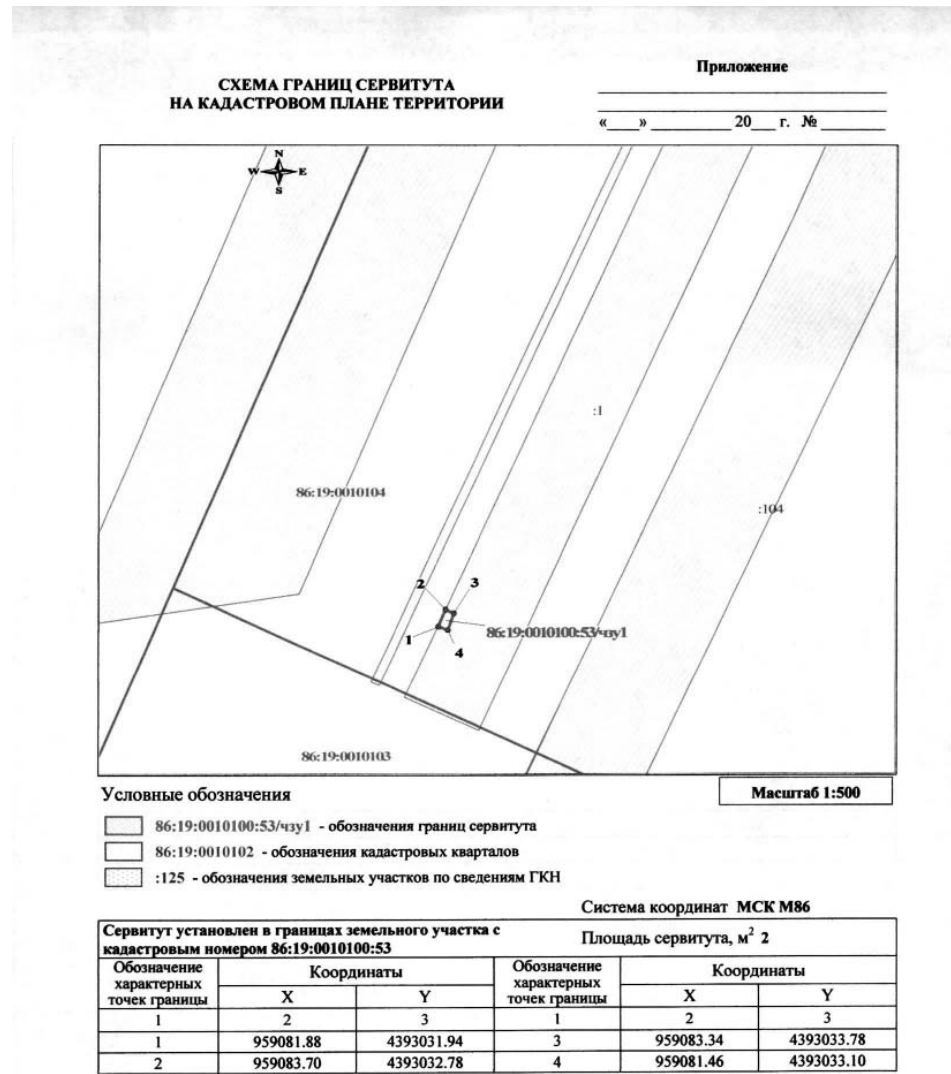 Приложение
СХЕМА ГРАНИЦ СЕРВИТУТА
НА КАДАСТРОВОМ ПЛАНЕ ТЕРРИТОРИИ
«____» __________ 20___ г. № ________
N
W E
S
:1
86:19:0010104
:104
2 3
86:19:0010100:53/чзу1
1
4
86:19:0010103
Условные обозначения
Масштаб 1:500
86:19:0010100:53/чзу1 - обозначения границ сервитута
86:19:0010102 - обозначения кадастровых кварталов
:125 - обозначения земельных участков по сведениям ГКН
Система координат МСК М86
Сервитут установлен в границах земельного участка с
кадастровым номером 86:19:0010100:53
Площадь сервитута, м² 2
Обозначение характерных точек границы Координаты Обозначение характерных точек границы Координаты
X Y X Y
1 2 3 1 2 3
1 959081.88 4393031.94 3 959083.34 4393033.78
2 959083.70 4393032.78 4 959081.46 4393033.10